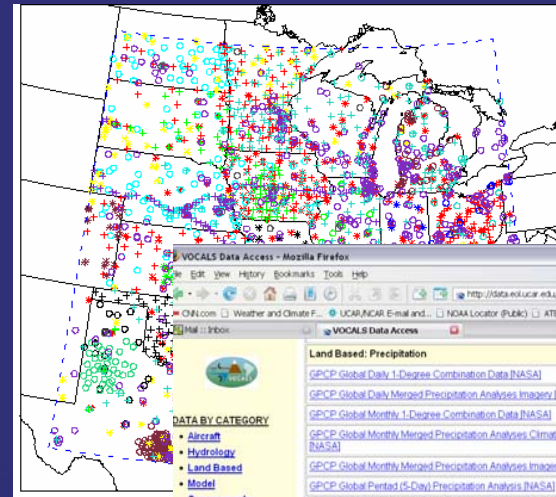 VOCALS Data Access - Mozilla Firefox
Edit View History Bookmarks Tools Help
http://data.eol.ucar.edu
CNN.com Weather and Climate F... UCAR/NCAR E-mail and... NOAA Locator (Public)
Mail :: Inbox VOCALS Data Access
VOCALS
DATA BY CATEGORY
Aircraft
Hydrology
Land Based
Model
Land Based: Precipitation
GPCP Global Daily 1-Degree Combination Data [NASA]
GPCP Global Daily Merged Precipitation Analyses Imagery
GPCP Global Monthly 1-Degree Combination Data [NASA]
GPCP Global Monthly Merged Precipitation Analyses
[NASA]
GPCP Global Monthly Merged Precipitation Analyses
GPCP Global Pentad (5-Day) Precipitation Analysis [NASA]